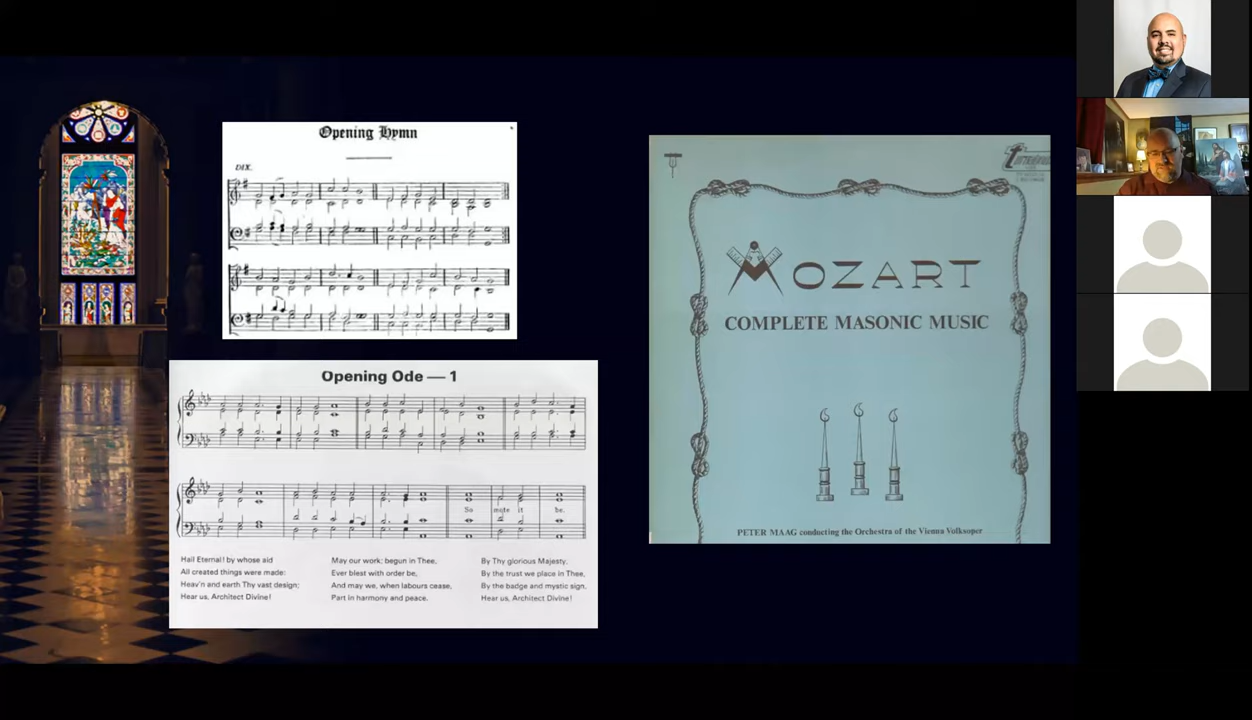 Opening Hymn
DIX.
Opening Ode — 1
So mote it be.
Hail Eternal! by whose aid
All created things were made:
Heav'n and earth Thy vast design;
Hear us, Architect Divine!
May our work, begun in Thee,
Ever blest with order be,
And may we, when labours cease,
Part in harmony and peace.
By Thy glorious Majesty,
By the trust we place in Thee,
By the badge and mystic sign,
Hear us, Architect Divine!
MOZART
COMPLETE MASONIC MUSIC
PETER MAAG conducting the Orchestra of the Vienna Volksoper